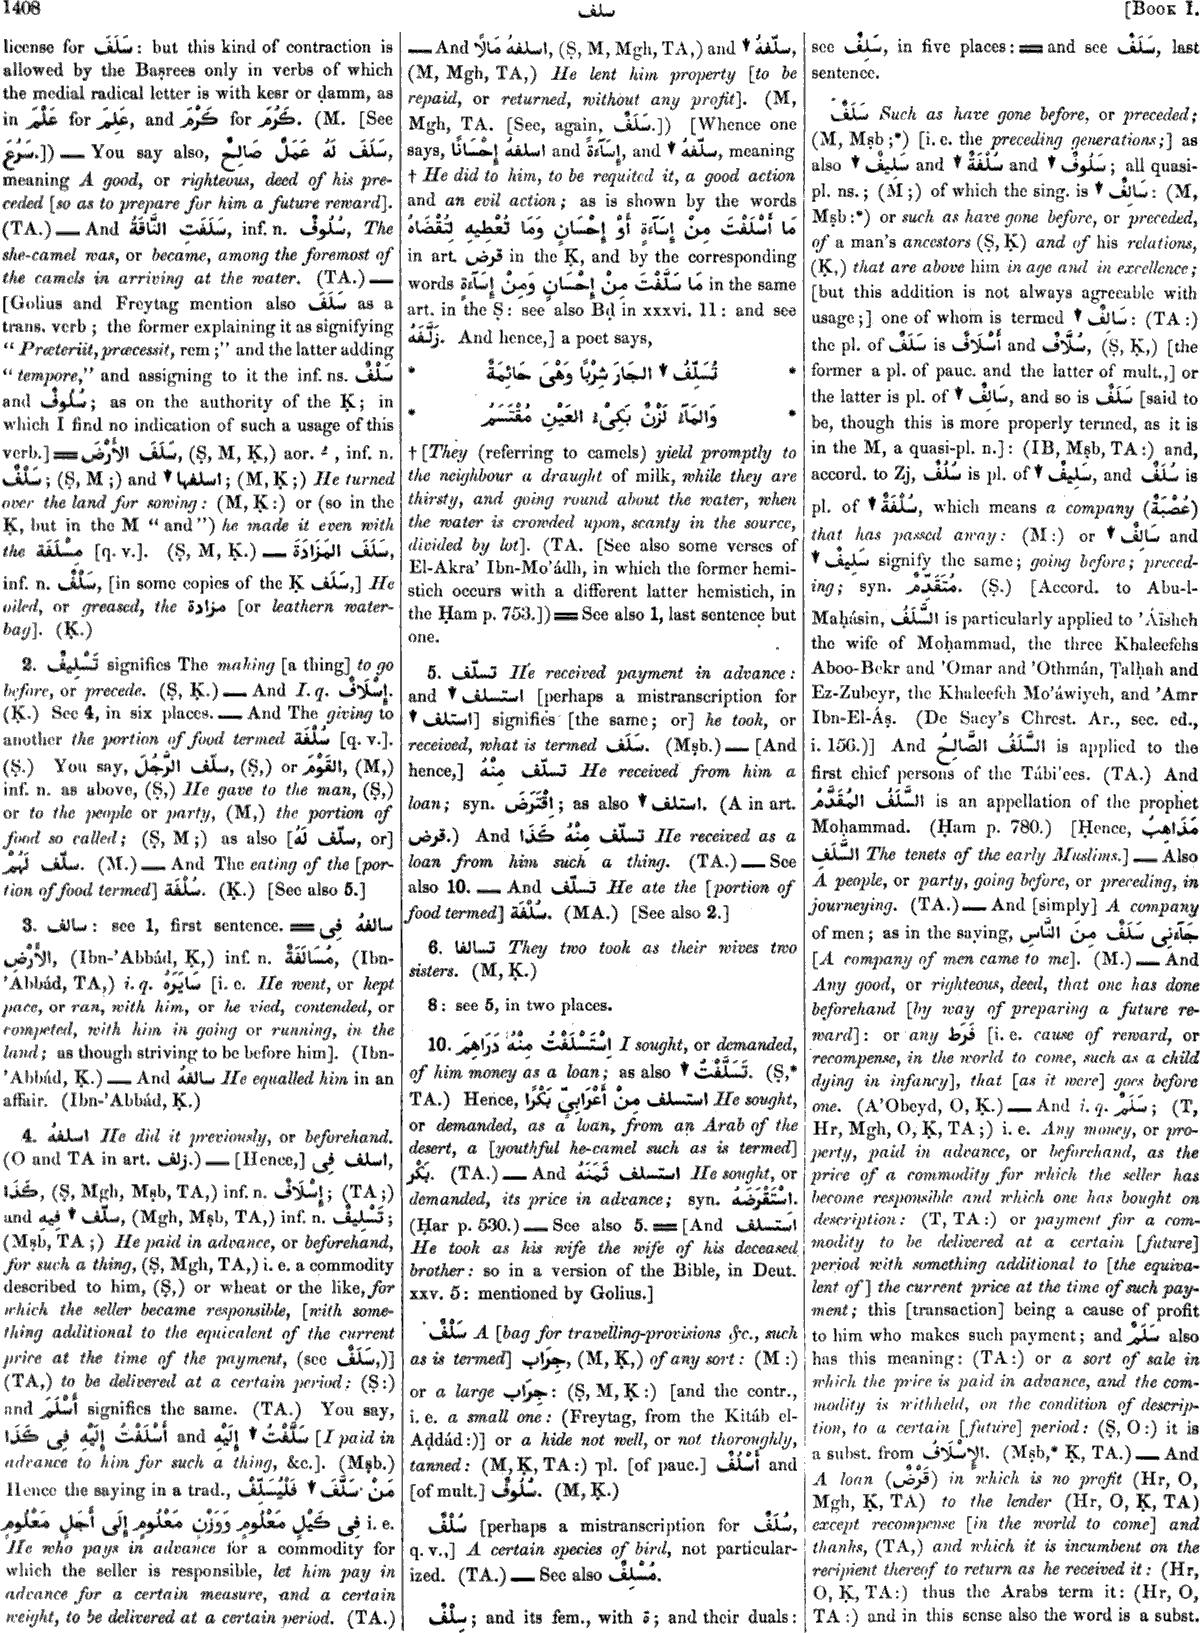 1408
سلف
[BOOK I.
license for سَلَفَ: but this kind of contraction is
allowed by the Baṣrees only in verbs of which
the medial radical letter is with kesr or ḍamm, as
in عَلْمَ for عَلِمَ, and كَرْمَ for كَرُمَ. (M. [See
سَرُعَ.]) — You say also, سَلَفَ لَهُ عَمَلٌ صَالِحٌ,
meaning A good, or righteous, deed of his pre-
ceded [so as to prepare for him a future reward].
(TA.) — And سَلَفَتِ النَّاقَةُ, inf. n. سُلُوفٌ, The
she-camel was, or became, among the foremost of
the camels in arriving at the water. (TA.) —
[Golius and Freytag mention also سَلَفَ as a
trans. verb; the former explaining it as signifying
“Præteriit, præcessit, rem;” and the latter adding
“tempore,” and assigning to it the inf. ns. سَلْفٌ
and سُلُوفٌ; as on the authority of the Ḳ; in
which I find no indication of such a usage of this
verb.] = سَلَفَ الأَرْضَ, (Ṣ, M, Ḳ,) aor. ـُ, inf. n.
سَلْفٌ; (Ṣ, M;) and ▼ اسلفها; (M, Ḳ;) He turned
over the land for sowing: (M, Ḳ:) or (so in the
Ḳ, but in the M “and”) he made it even with
the مِسْلَفَة [q. v.]. (Ṣ, M, Ḳ.) — سَلَفَ المَزَادَةَ,
inf. n. سَلْفٌ, [in some copies of the Ḳ سَلَف,] He
oiled, or greased, the مزادة [or leathern water-
bag]. (Ḳ.)
2. تَسْلِيفٌ signifies The making [a thing] to go
before, or precede. (Ṣ, Ḳ.) — And I. q. إِسْلَافٌ.
(Ḳ.) See 4, in six places. — And The giving to
another the portion of food termed سُلْفَة [q. v.].
(Ṣ.) You say, سلّف الرَّجُلَ, (Ṣ,) or القَوْمَ, (M,)
inf. n. as above, (Ṣ,) He gave to the man, (Ṣ,)
or to the people or party, (M,) the portion of
food so called; (Ṣ, M;) as also [سلّف لَهُ, or]
سلّف لَهُمْ. (M.) — And The eating of the [por-
tion of food termed] سُلْفَة. (Ḳ.) [See also 5.]
3. سالف: see 1, first sentence. = سالفهُ فِى
الأَرْضِ, (Ibn-’Abbád, Ḳ,) inf. n. مُسَالَفَةٌ, (Ibn-
’Abbád, TA,) i. q. سَايَرَهُ [i. e. He went, or kept
pace, or ran, with him, or he vied, contended, or
competed, with him in going or running, in the
land; as though striving to be before him]. (Ibn-
’Abbád, Ḳ.) — And سالفهُ He equalled him in an
affair. (Ibn-’Abbád, Ḳ.)
4. اسلفهُ He did it previously, or beforehand.
(O and TA in art. زلف.) — [Hence,] اسلف فِى
كَذَا, (Ṣ, Mgh, Mṣb, TA,) inf. n. إِسْلَافٌ; (TA;)
and ▼ سلّف فِيهِ, (Mgh, Mṣb, TA,) inf. n. تَسْلِيفٌ;
(Mṣb, TA;) He paid in advance, or beforehand,
for such a thing, (Ṣ, Mgh, TA,) i. e. a commodity
described to him, (Ṣ,) or wheat or the like, for
which the seller became responsible, [with some-
thing additional to the equivalent of the current
price at the time of the payment, (see سَلَفٌ,)]
(TA,) to be delivered at a certain period: (Ṣ:)
and أَسْلَمَ signifies the same. (TA.) You say,
سَلَّفْتُ ▼ إِلَيْهِ and أَسْلَفْتُ إِلَيْهِ فِى كَذَا [I paid in
advance to him for such a thing, &c.]. (Mṣb.)
Hence the saying in a trad., مَنْ سَلَّفَ ▼ فَلْيُسَلِّفْ
فِى كَيْلٍ مَعْلُومٍ وَوَزْنٍ مَعْلُومٍ إِلَى أَجَلٍ مَعْلُومٍ i. e.
He who pays in advance for a commodity for
which the seller is responsible, let him pay in
advance for a certain measure, and a certain
weight, to be delivered at a certain period. (TA.)
— And اسلفهُ مَالًا, (Ṣ, M, Mgh, TA,) and ▼ سلّفهُ,
(M, Mgh, TA,) He lent him property [to be
repaid, or returned, without any profit]. (M,
Mgh, TA. [See, again, سَلَفٌ.]) [Whence one
says, اسلفهُ إِحْسَانًا and إِسَآءَةً, and ▼ سلّفهُ, meaning
† He did to him, to be requited it, a good action
and an evil action; as is shown by the words
مَا أَسْلَفْتَ مِنْ إِسَآءَةٍ أَوْ إِحْسَانٍ وَمَا تُعْطِيهِ لِتُقْضَاهُ
in art. قرض in the Ḳ, and by the corresponding
words مَا سَلَّفْتَ مِنْ إِحْسَانٍ وَمِنْ إِسَآءَةٍ in the same
art. in the Ṣ: see also Bḍ in xxxvi. 11: and see
زَلَّفَهُ. And hence,] a poet says,
* تُسَلِّفُ ▼ الجَارَ شِرْبًا وَهْىَ حَائِمَةٌ *
* وَالمَآءُ لَزْنٌ بَكِىْءُ العَيْنِ مُقْتَسَمُ *
† [They (referring to camels) yield promptly to
the neighbour a draught of milk, while they are
thirsty, and going round about the water, when
the water is crowded upon, scanty in the source,
divided by lot]. (TA. [See also some verses of
El-Akra’ Ibn-Mo’ádh, in which the former hemi-
stich occurs with a different latter hemistich, in
the Ḥam p. 753.]) = See also 1, last sentence but
one.
5. تسلّف He received payment in advance:
and ▼ استسلف [perhaps a mistranscription for
▼ استلف] signifies [the same; or] he took, or
received, what is termed سَلَف. (Mṣb.) — [And
hence,] تسلّف مِنْهُ He received from him a
loan; syn. اِقْتَرَضَ; as also ▼ استلف. (A in art.
قرض.) And تسلّف مِنْهُ كَذَا He received as a
loan from him such a thing. (TA.) — See
also 10. — And تسلّف He ate the [portion of
food termed] سُلْفَة. (MA.) [See also 2.]
6. تسالفا They two took as their wives two
sisters. (M, Ḳ.)
8: see 5, in two places.
10. اِسْتَسْلَفْتُ مِنْهُ دَرَاهِمَ I sought, or demanded,
of him money as a loan; as also ▼ تَسَلَّفْتُ. (Ṣ,*
TA.) Hence, استسلف مِنْ أَعْرَابِىٍّ بَكْرًا He sought,
or demanded, as a loan, from an Arab of the
desert, a [youthful he-camel such as is termed]
بَكْر. (TA.) — And استسلف ثَمَنَهُ He sought, or
demanded, its price in advance; syn. اِسْتَقْرَضَهُ.
(Ḥar p. 530.) — See also 5. = [And استسلف
He took as his wife the wife of his deceased
brother: so in a version of the Bible, in Deut.
xxv. 5: mentioned by Golius.]
سَلْفٌ A [bag for travelling-provisions &c., such
as is termed] جِرَاب, (M, Ḳ,) of any sort: (M:)
or a large جِرَاب: (Ṣ, M, Ḳ:) [and the contr.,
i. e. a small one: (Freytag, from the Kitáb el-
Aḍdád:)] or a hide not well, or not thoroughly,
tanned: (M, Ḳ, TA:) pl. [of pauc.] أَسْلُفٌ and
[of mult.] سُلُوفٌ. (M, Ḳ.)
سُلْفٌ [perhaps a mistranscription for سُلَفٌ,
q. v.,] A certain species of bird, not particular-
ized. (TA.) — See also مُسْلِفٌ.
سِلْفٌ; and its fem., with ة; and their duals:
see سَلِفٌ, in five places: = and see سَلَفٌ, last
sentence.
سَلَفٌ Such as have gone before, or preceded;
(M, Mṣb;*) [i. e. the preceding generations;] as
also ▼ سَلِيفٌ and ▼ سُلْفَةٌ and ▼ سَلُوفٌ; all quasi-
pl. ns.; (M;) of which the sing. is ▼ سَالِفٌ: (M,
Mṣb:*) or such as have gone before, or preceded,
of a man’s ancestors (Ṣ, Ḳ) and of his relations,
(Ḳ,) that are above him in age and in excellence;
[but this addition is not always agreeable with
usage;] one of whom is termed ▼ سَالِفٌ: (TA:)
the pl. of سَلَفٌ is أَسْلَافٌ and سُلَّافٌ, (Ṣ, Ḳ,) [the
former a pl. of pauc. and the latter of mult.,] or
the latter is pl. of ▼ سَالِفٌ, and so is سَلَفٌ [said to
be, though this is more properly termed, as it is
in the M, a quasi-pl. n.]: (IB, Mṣb, TA:) and,
accord. to Zj, سُلُفٌ is pl. of ▼ سَلِيفٌ, and سُلَفٌ is
pl. of ▼ سُلْفَةٌ, which means a company (عُصْبَةٌ)
that has passed away: (M:) or ▼ سَالِفٌ and
▼ سَلِيفٌ signify the same; going before; preced-
ing; syn. مُتَقَدِّمٌ. (Ṣ.) [Accord. to Abu-l-
Maḥásin, السَّلَفُ is particularly applied to ’Áïsheh
the wife of Moḥammad, the three Khaleefehs
Aboo-Bekr and ’Omar and ’Othmán, Ṭalḥah and
Ez-Zubeyr, the Khaleefeh Mo’áwiyeh, and ’Amr
Ibn-El-Áṣ. (De Sacy’s Chrest. Ar., sec. ed.,
i. 156.)] And السَّلَفُ الصَّالِحُ is applied to the
first chief persons of the Tábi’ees. (TA.) And
السَّلَفُ المُقَدَّمُ is an appellation of the prophet
Moḥammad. (Ḥam p. 780.) [Hence, مَذَاهِبُ
السَّلَفِ The tenets of the early Muslims.] — Also
A people, or party, going before, or preceding, in
journeying. (TA.) — And [simply] A company
of men; as in the saying, جَآءَنِى سَلَفٌ مِنَ النَّاسِ
[A company of men came to me]. (M.) — And
Any good, or righteous, deed, that one has done
beforehand [by way of preparing a future re-
ward]: or any فَرَط [i. e. cause of reward, or
recompense, in the world to come, such as a child
dying in infancy], that [as it were] goes before
one. (A’Obeyd, O, Ḳ.) — And i. q. سَلَمٌ; (T,
Hr, Mgh, O, Ḳ, TA;) i. e. Any money, or pro-
perty, paid in advance, or beforehand, as the
price of a commodity for which the seller has
become responsible and which one has bought on
description: (T, TA:) or payment for a com-
modity to be delivered at a certain [future]
period with something additional to [the equiva-
lent of] the current price at the time of such pay-
ment; this [transaction] being a cause of profit
to him who makes such payment; and سَلَمٌ also
has this meaning: (TA:) or a sort of sale in
which the price is paid in advance, and the com-
modity is withheld, on the condition of descrip-
tion, to a certain [future] period: (Ṣ, O:) it is
a subst. from الإِسْلَافُ. (Mṣb,* Ḳ, TA.) — And
A loan (قَرْضٌ) in which is no profit (Hr, O,
Mgh, Ḳ, TA) to the lender (Hr, O, Ḳ, TA)
except recompense [in the world to come] and
thanks, (TA,) and which it is incumbent on the
recipient thereof to return as he received it: (Hr,
O, Ḳ, TA:) thus the Arabs term it: (Hr, O,
TA:) and in this sense also the word is a subst.